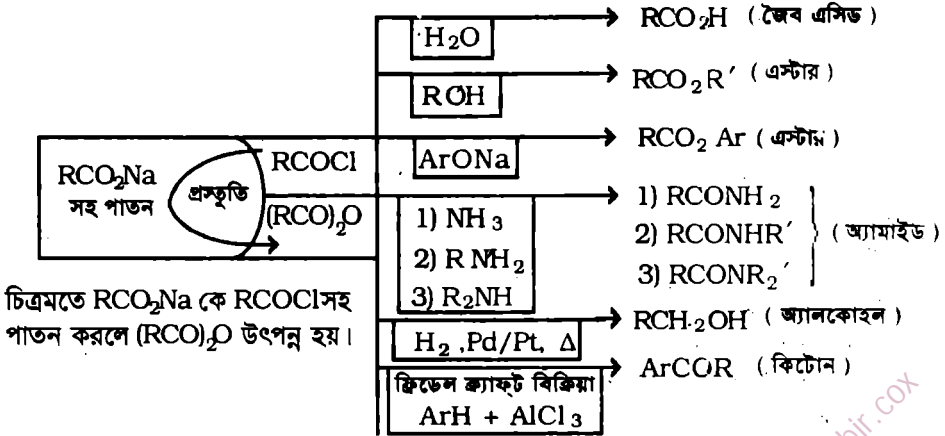 H₂O → RCO₂H (জৈব এসিড)
ROH → RCO₂R′ (এস্টার)
RCOCl ArONa → RCO₂Ar (এস্টার)
RCO₂Na
সহ পাতন
প্রস্তুতি
(RCO)₂O
1) NH₃ 1) RCONH₂
2) RNH₂ 2) RCONHR′ } (অ্যামাইড)
3) R₂NH 3) RCONR₂′
চিত্রমতে RCO₂Na কে RCOClসহ
পাতন করলে (RCO)₂O উৎপন্ন হয়।
H₂,Pd/Pt, Δ → RCH₂OH (অ্যালকোহল)
ফ্রিডেল ক্র্যাফ্ট বিক্রিয়া → ArCOR (কিটোন)
ArH + AlCl₃